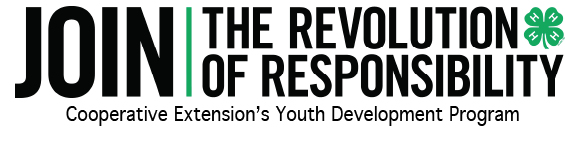 JOIN
THE REVOLUTION
OF RESPONSIBILITY
H H H H
Cooperative Extension's Youth Development Program